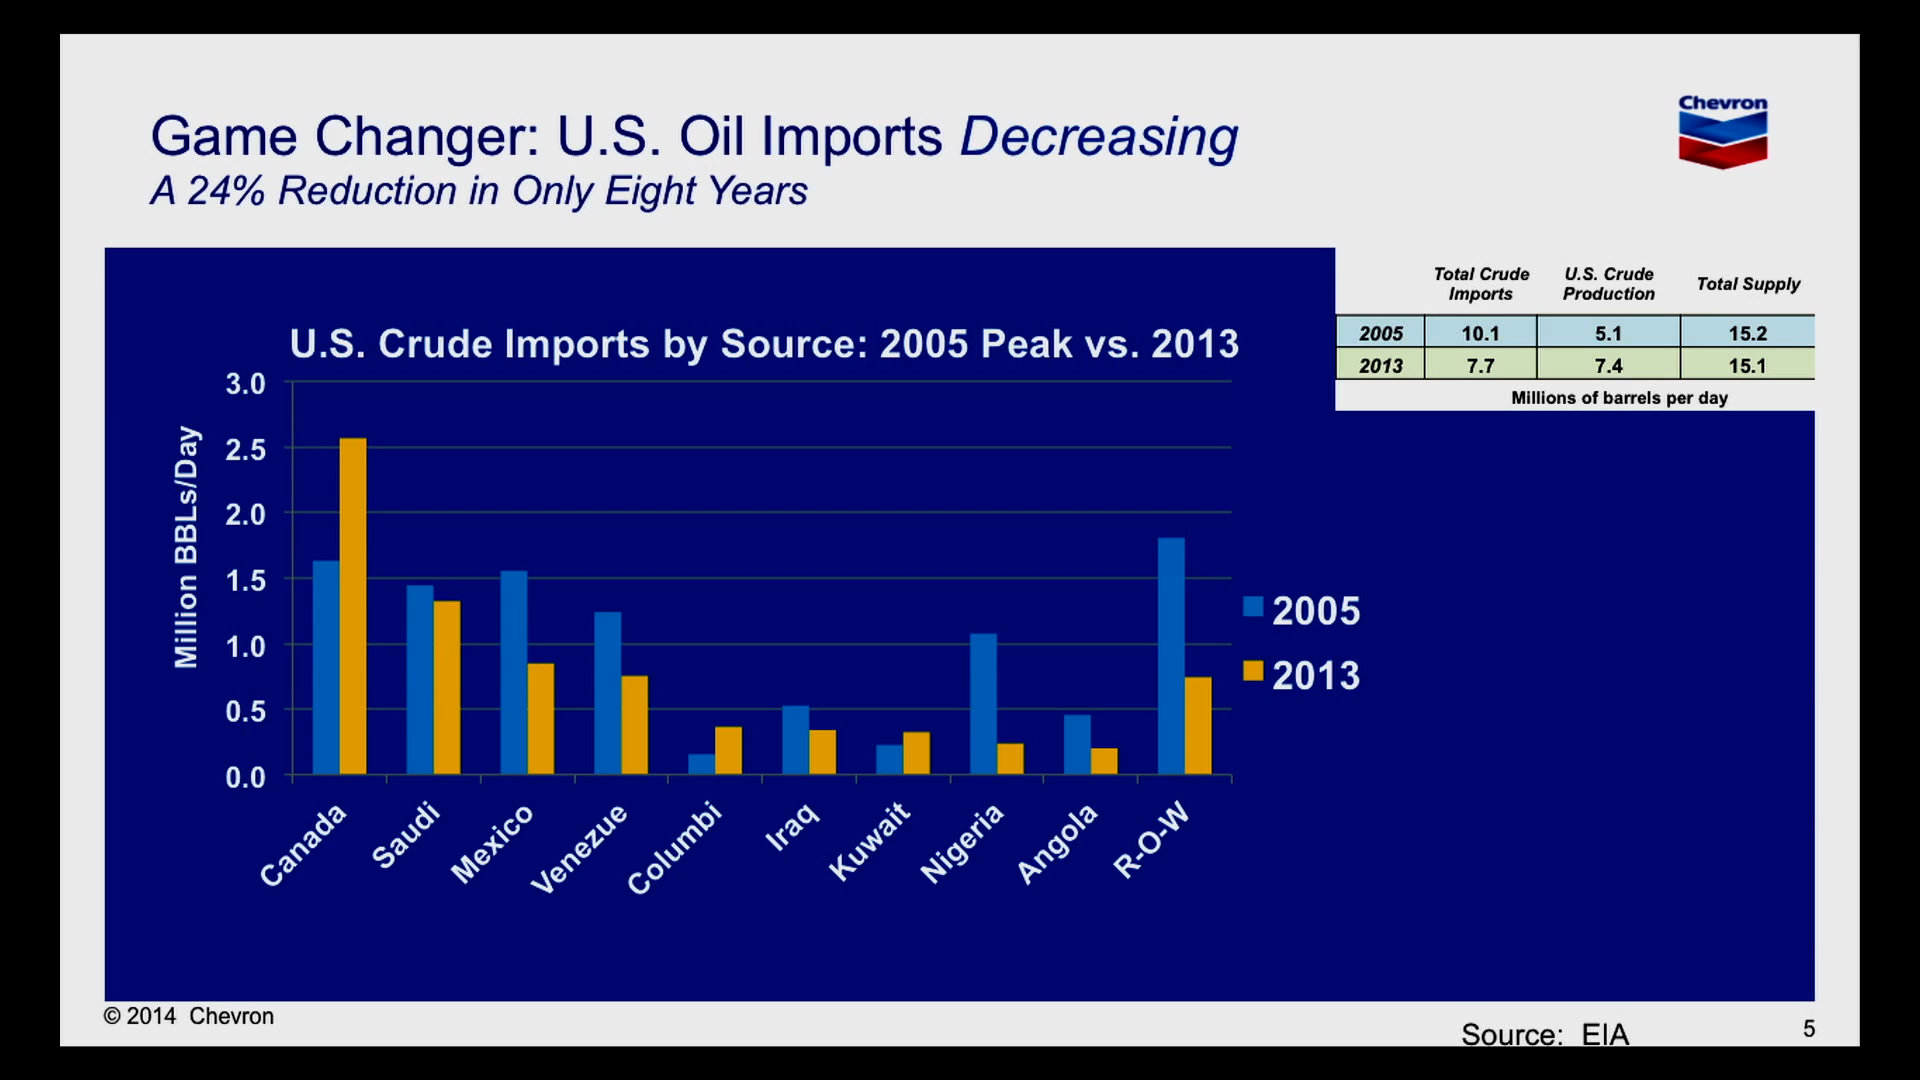 Game Changer: U.S. Oil Imports Decreasing
A 24% Reduction in Only Eight Years
Chevron
Total Crude Imports U.S. Crude Production Total Supply
2005 10.1 5.1 15.2
2013 7.7 7.4 15.1
Millions of barrels per day
U.S. Crude Imports by Source: 2005 Peak vs. 2013
Million BBLs/Day
3.0
2.5
2.0
1.5
1.0
0.5
0.0
Canada Saudi Mexico Venezue Columbi Iraq Kuwait Nigeria Angola R-O-W
2005
2013
© 2014 Chevron
Source: EIA
5